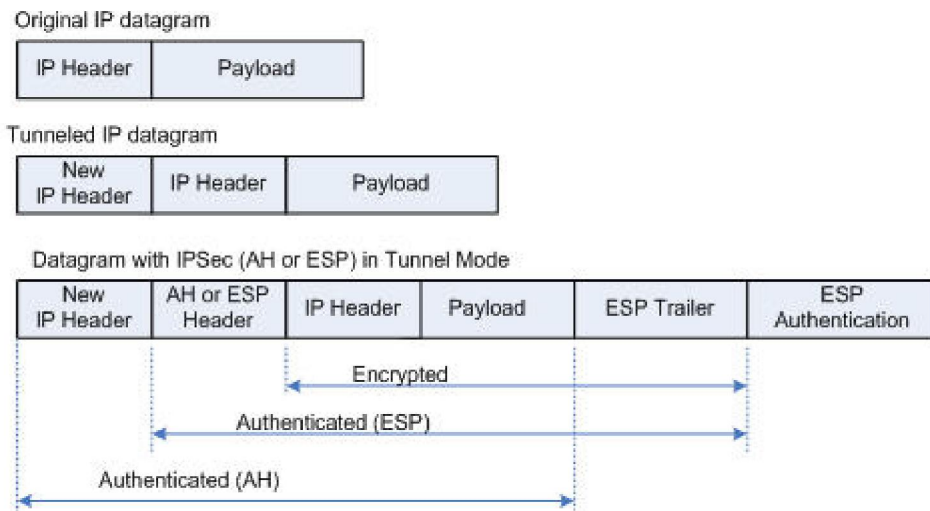 Original IP datagram
IP Header
Payload
Tunneled IP datagram
New
IP Header
IP Header
Payload
Datagram with IPSec (AH or ESP) in Tunnel Mode
New
IP Header
AH or ESP
Header
IP Header
Payload
ESP Trailer
ESP
Authentication
Encrypted
Authenticated (ESP)
Authenticated (AH)